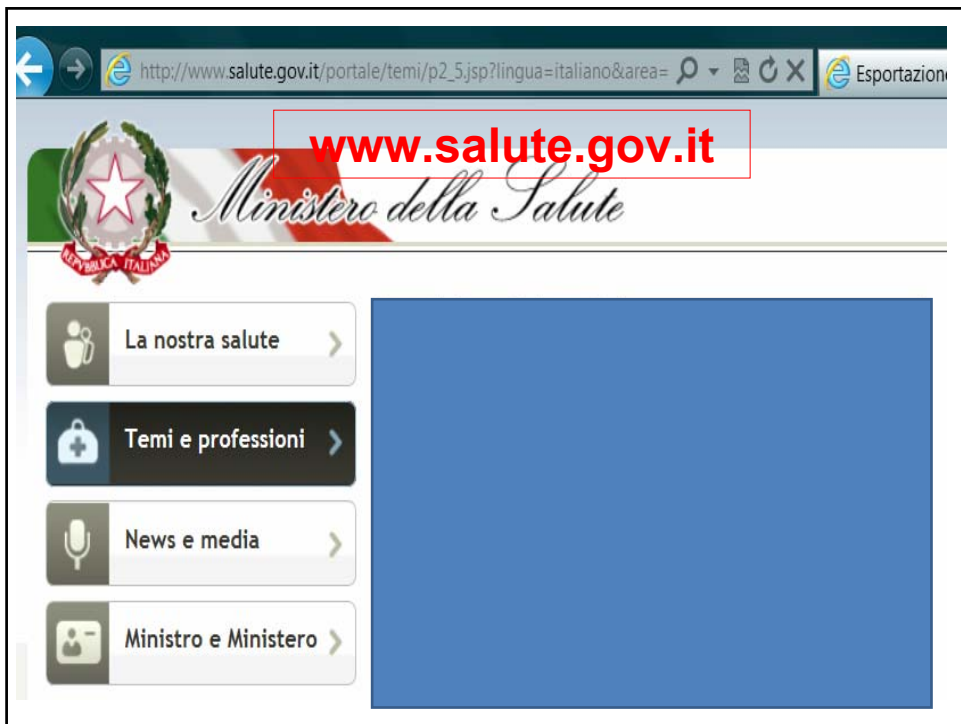 http://www.salute.gov.it/portale/temi/p2_5.jsp?lingua=italiano&area=
Esportazione
www.salute.gov.it
Ministero della Salute
REPVBBLICA ITALIANA
La nostra salute
Temi e professioni
News e media
Ministro e Ministero